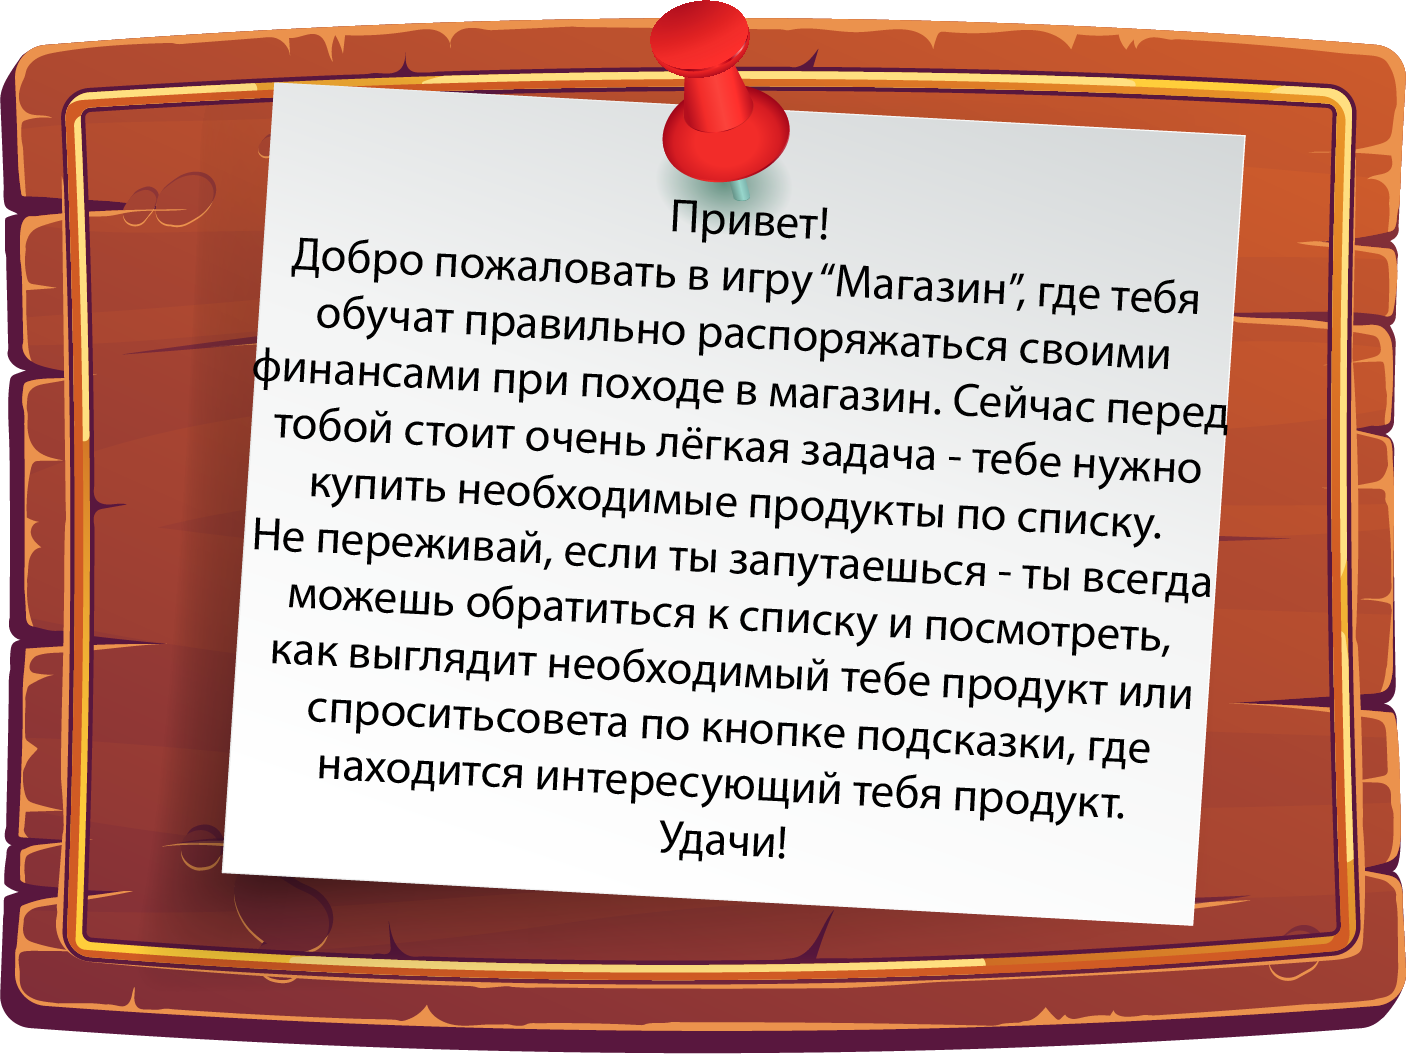 Привет!
Добро пожаловать в игру “Магазин”, где тебя
обучат правильно распоряжаться своими
финансами при походе в магазин. Сейчас перед
тобой стоит очень лёгкая задача - тебе нужно
купить необходимые продукты по списку.
Не переживай, если ты запутаешься - ты всегда
можешь обратиться к списку и посмотреть,
как выглядит необходимый тебе продукт или
спроситьсовета по кнопке подсказки, где
находится интересующий тебя продукт.
Удачи!